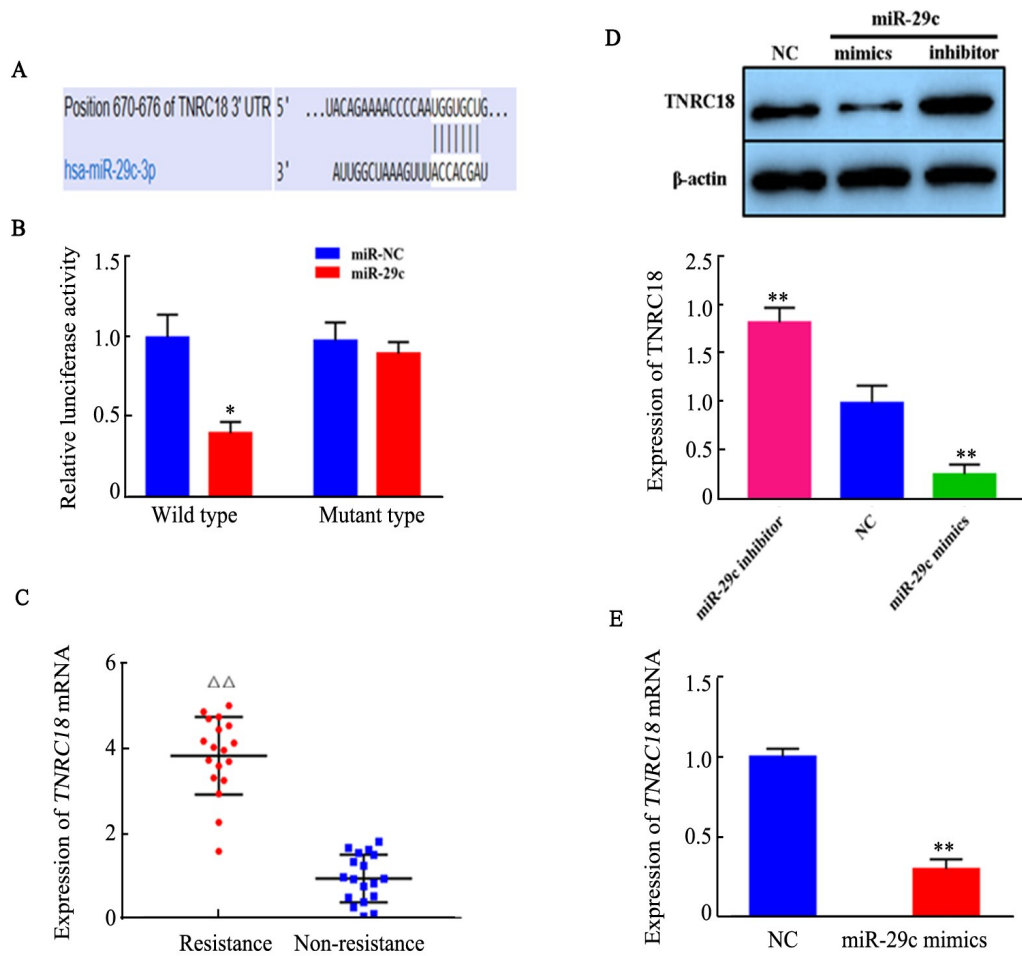 A
Position 670-676 of TNRC18 3' UTR 5' ...UACAGAAAACCCCAAUGGUGCUG...
hsa-miR-29c-3p 3' AUUGGCUAAAGUUUACCACGAU
B
Relative lunciferase activity
1.5
1.0
0.5
0
miR-NC
miR-29c
*
Wild type Mutant type
C
Expression of TNRC18 mRNA
6
4
2
0
△△
Resistance Non-resistance
D
miR-29c
NC mimics inhibitor
TNRC18
β-actin
Expression of TNRC18
2.5
1.0
1.5
1.0
0.5
0
**
**
miR-29c inhibitor
NC
miR-29c mimics
E
Expression of TNRC18 mRNA
1.5
1.0
0.5
0
**
NC miR-29c mimics